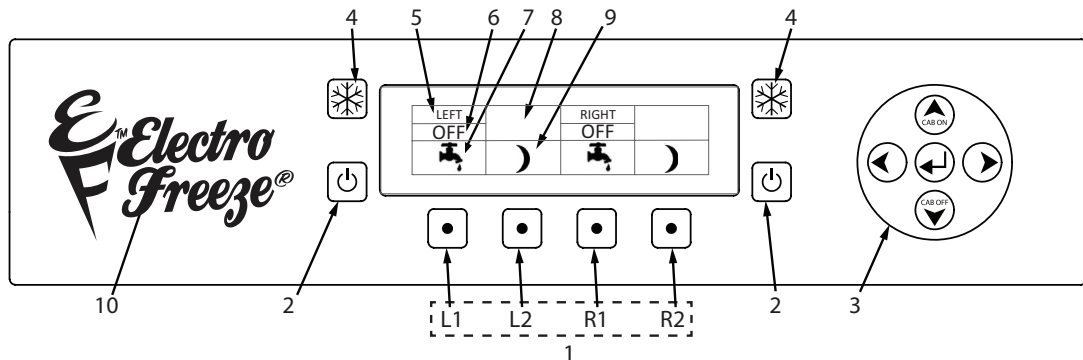 4
5
6
7
8
9
4
LEFT
RIGHT
OFF
OFF
CAB ON
CAB OFF
EF™ Electro
Freeze®
10
2
2
3
L1
L2
R1
R2
1